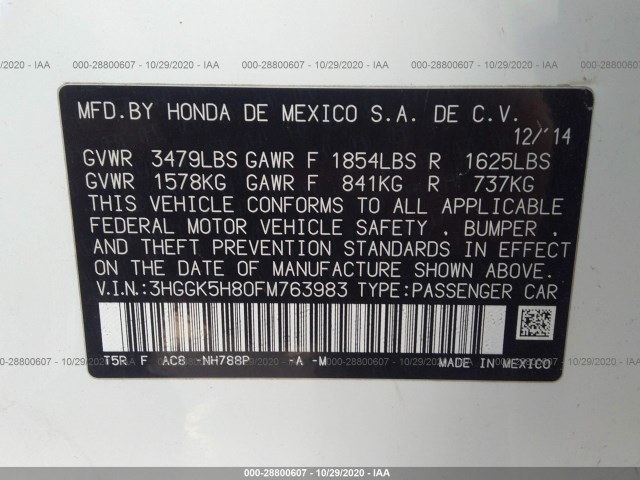 000-28800607 - 10/29/2020 - IAA
MFD.BY HONDA DE MEXICO S.A. DE C.V.
12/'14
GVWR 3479LBS GAWR F 1854LBS R 1625LBS
GVWR 1578KG GAWR F 841KG R 737KG
THIS VEHICLE CONFORMS TO ALL APPLICABLE
FEDERAL MOTOR VEHICLE SAFETY , BUMPER ,
AND THEFT PREVENTION STANDARDS IN EFFECT
ON THE DATE OF MANUFACTURE SHOWN ABOVE.
V.I.N.:3HGGK5H80FM763983 TYPE:PASSENGER CAR
T5R F AC8 -NH788P -A -M MADE IN MEXICO
000-28800607 - 10/29/2020 - IAA